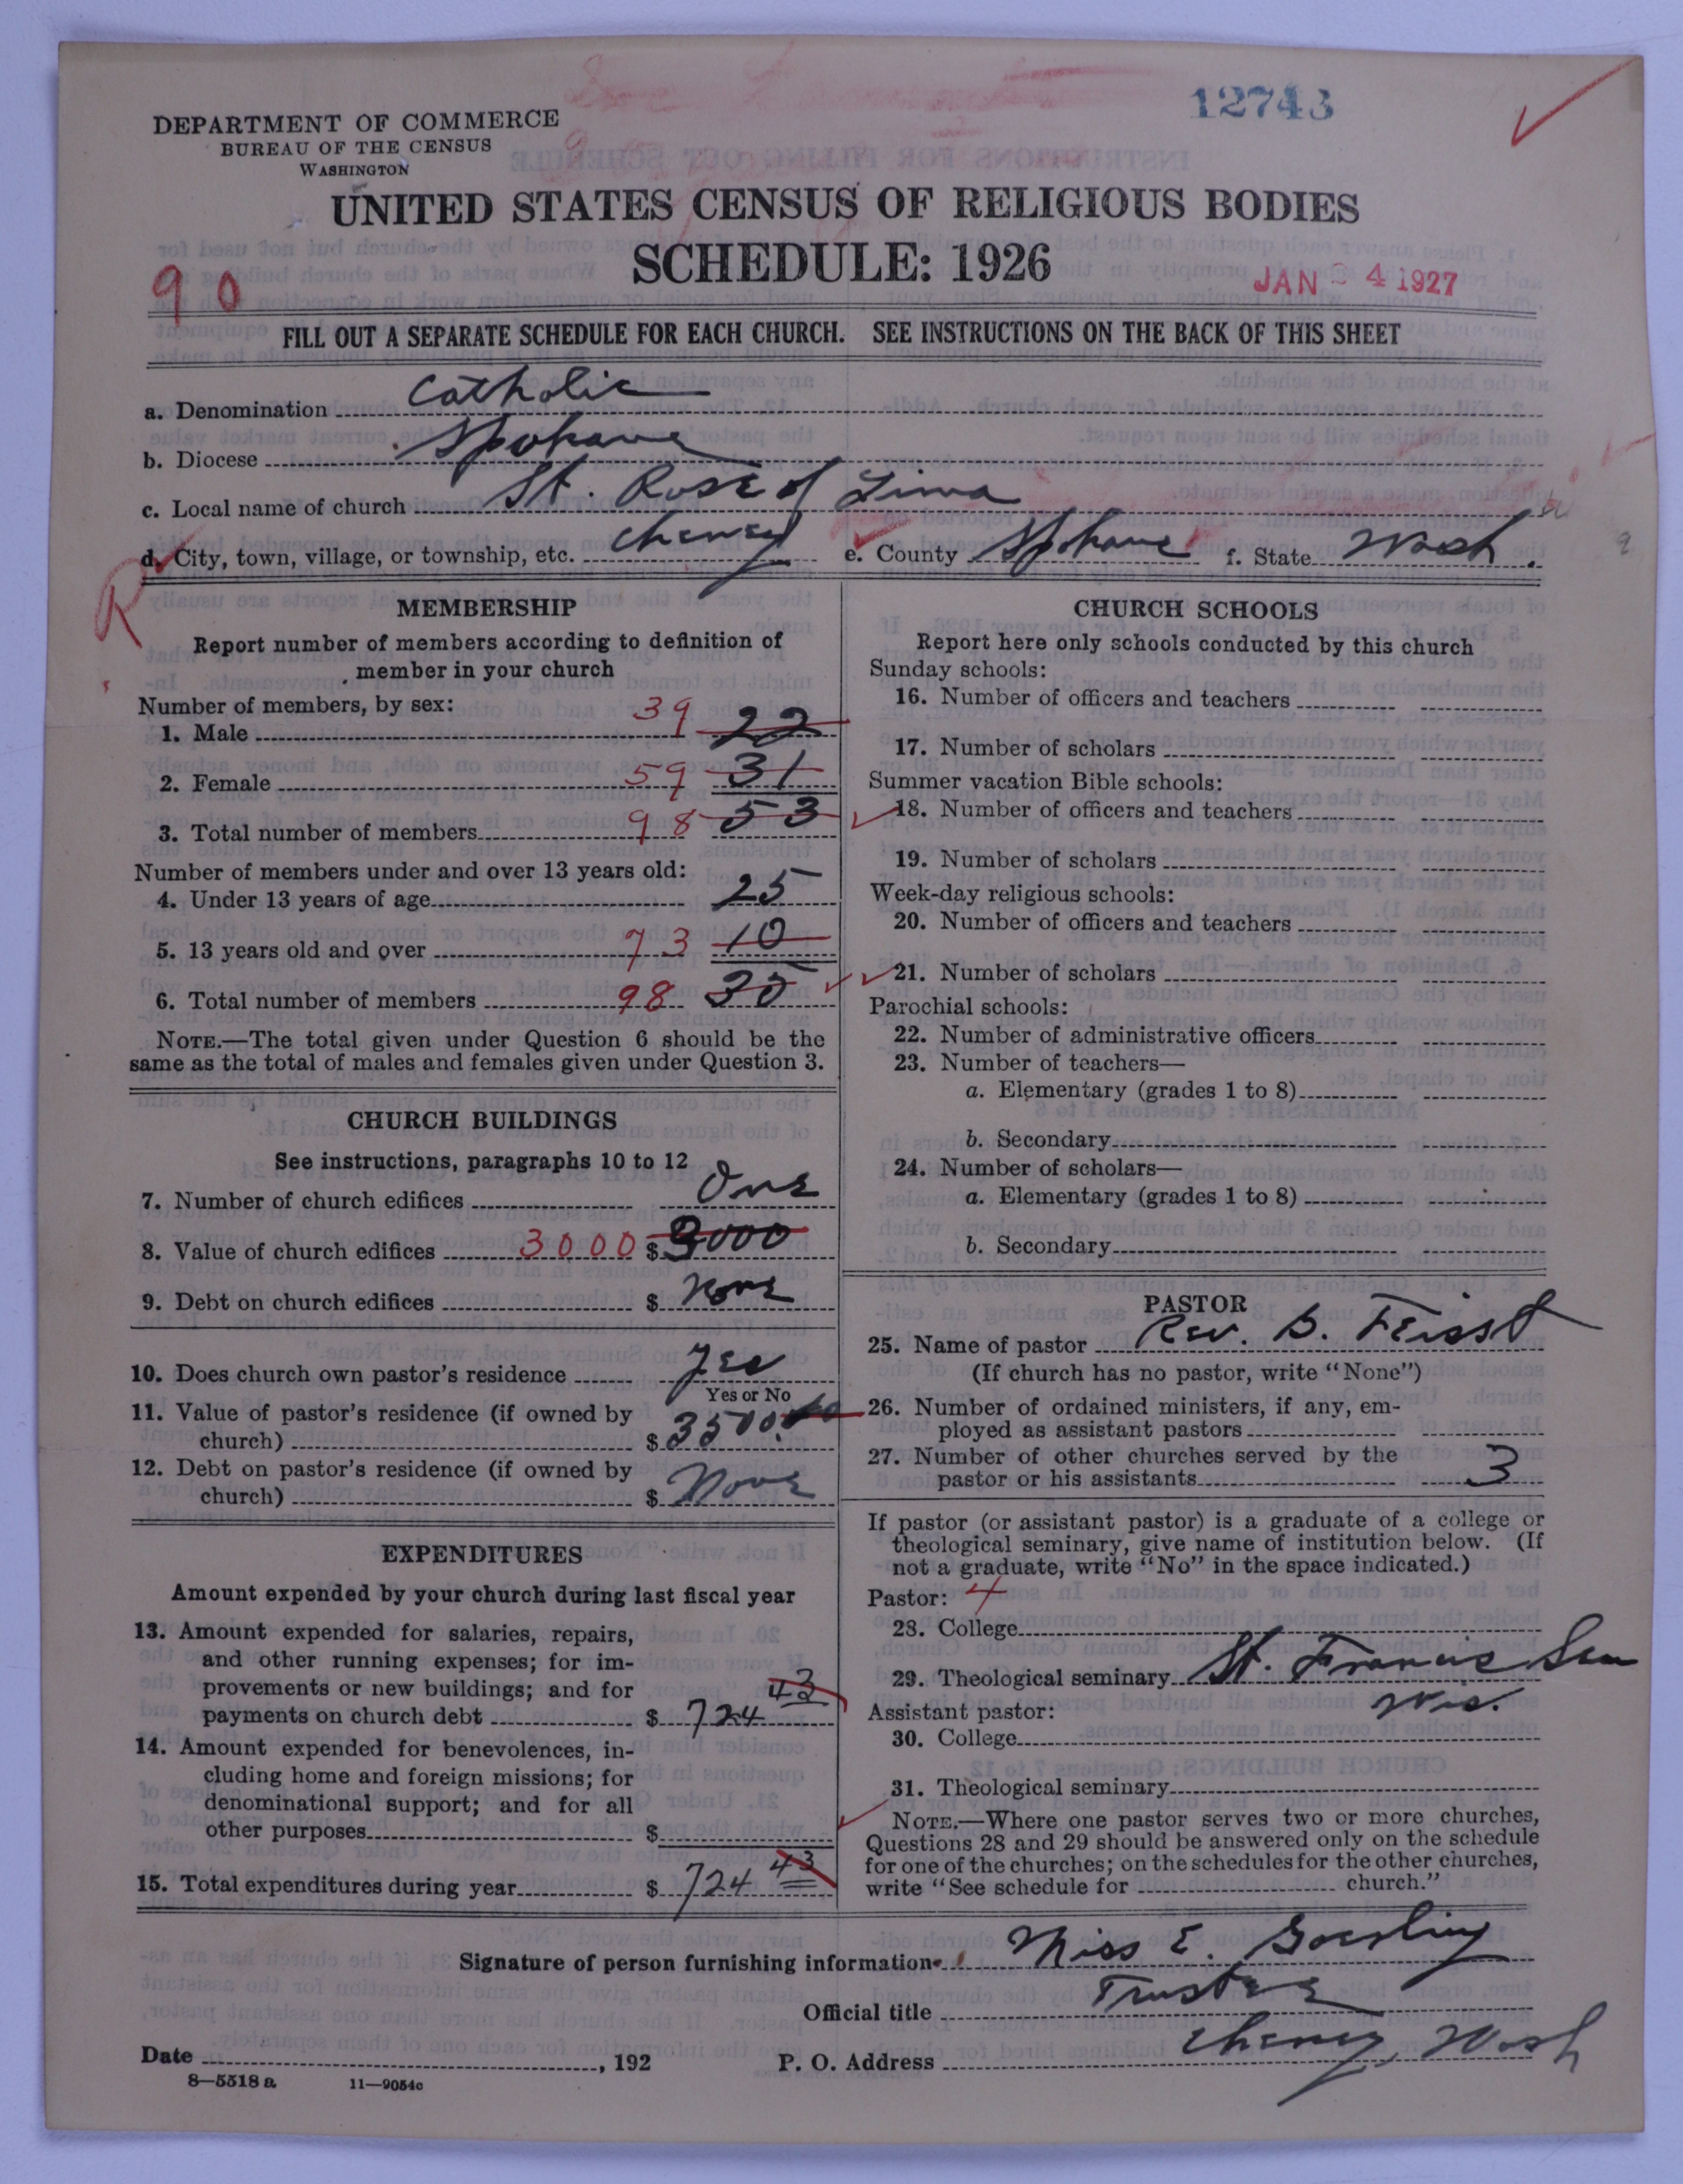 12743
DEPARTMENT OF COMMERCE
BUREAU OF THE CENSUS
WASHINGTON
UNITED STATES CENSUS OF RELIGIOUS BODIES
SCHEDULE: 1926
90
JAN 24 1927
FILL OUT A SEPARATE SCHEDULE FOR EACH CHURCH. SEE INSTRUCTIONS ON THE BACK OF THIS SHEET
a. Denomination Catholic
b. Diocese Spokane
c. Local name of church St. Rose of Lima
d. City, town, village, or township, etc. Cheney e. County Spokane f. State Wash.
R
MEMBERSHIP
Report number of members according to definition of
member in your church
Number of members, by sex:
1. Male 39 22
2. Female 59 31
3. Total number of members 98 53
Number of members under and over 13 years old:
4. Under 13 years of age 25
5. 13 years old and over 73 10
6. Total number of members 98 35
NOTE.—The total given under Question 6 should be the
same as the total of males and females given under Question 3.
CHURCH BUILDINGS
See instructions, paragraphs 10 to 12
7. Number of church edifices One
8. Value of church edifices 3000 $ 3000
9. Debt on church edifices $ None
10. Does church own pastor's residence Yes
Yes or No
11. Value of pastor's residence (if owned by
church) $ 3500.00
12. Debt on pastor's residence (if owned by
church) $ None
EXPENDITURES
Amount expended by your church during last fiscal year
13. Amount expended for salaries, repairs,
and other running expenses; for im-
provements or new buildings; and for
payments on church debt $ 724 43
14. Amount expended for benevolences, in-
cluding home and foreign missions; for
denominational support; and for all
other purposes $
15. Total expenditures during year $ 724 43
CHURCH SCHOOLS
Report here only schools conducted by this church
Sunday schools:
16. Number of officers and teachers
17. Number of scholars
Summer vacation Bible schools:
18. Number of officers and teachers
19. Number of scholars
Week-day religious schools:
20. Number of officers and teachers
21. Number of scholars
Parochial schools:
22. Number of administrative officers
23. Number of teachers—
a. Elementary (grades 1 to 8)
b. Secondary
24. Number of scholars—
a. Elementary (grades 1 to 8)
b. Secondary
PASTOR
25. Name of pastor Rev. B. Feisst
(If church has no pastor, write "None")
26. Number of ordained ministers, if any, em-
ployed as assistant pastors
27. Number of other churches served by the
pastor or his assistants 3
If pastor (or assistant pastor) is a graduate of a college or
theological seminary, give name of institution below. (If
not a graduate, write "No" in the space indicated.)
Pastor: 4
28. College
29. Theological seminary St. Francis Sem
Wis.
Assistant pastor:
30. College
31. Theological seminary
NOTE.—Where one pastor serves two or more churches,
Questions 28 and 29 should be answered only on the schedule
for one of the churches; on the schedules for the other churches,
write "See schedule for church."
Signature of person furnishing information Miss E.
Official title Trustee
Date , 192 P. O. Address Cheney, Wash
8—5518 a 11—9054c